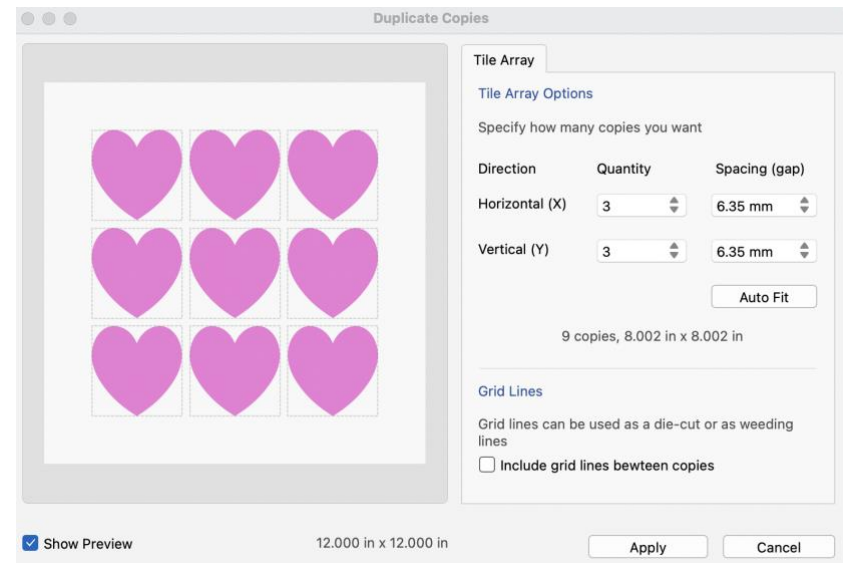 Duplicate Copies
Tile Array
Tile Array Options
Specify how many copies you want
Direction Quantity Spacing (gap)
Horizontal (X) 3 6.35 mm
Vertical (Y) 3 6.35 mm
Auto Fit
9 copies, 8.002 in x 8.002 in
Grid Lines
Grid lines can be used as a die-cut or as weeding
lines
Include grid lines bewteen copies
Show Preview 12.000 in x 12.000 in Apply Cancel